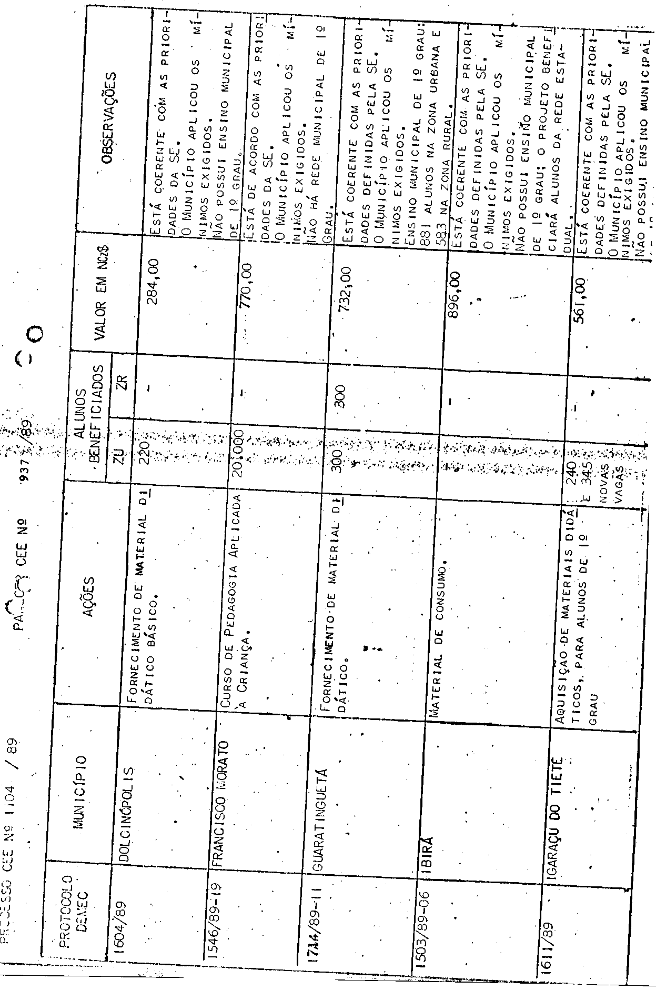 PROCESSO CEE Nº 1104 / 89
CEE Nº 937 /89
PROTOCOLO
DEMEC
MUNICÍPIO
AÇÕES
ALUNOS
BENEFICIADOS
ZU
ZR
VALOR EM NCz$
OBSERVAÇÕES
1604/89
DOLCINÓPOLIS
FORNECIMENTO DE MATERIAL DI
DÁTICO BÁSICO.
220
-
284,00
ESTÁ COERENTE COM AS PRIORI-
DADES DA SE.
O MUNICÍPIO APLICOU OS MÍ-
NIMOS EXIGIDOS.
NÃO POSSUI ENSINO MUNICIPAL
DE 1º GRAU.
1546/89-19
FRANCISCO MORATO
CURSO DE PEDAGOGIA APLICADA
À CRIANÇA.
20.000
-
770,00
ESTÁ DE ACORDO COM AS PRIORI
DADES DA SE.
O MUNICÍPIO APLICOU OS MÍ-
NIMOS EXIGIDOS.
NÃO HÁ REDE MUNICIPAL DE 1º
GRAU.
GUARATINGUETÁ
FORNECIMENTO DE MATERIAL DI
DÁTICO.
300
300
732,00
ESTÁ COERENTE COM AS PRIORI-
DADES DEFINIDAS PELA SE.
O MUNICÍPIO APLICOU OS MÍ-
NIMOS EXIGIDOS.
ENSINO MUNICIPAL DE 1º GRAU:
881 ALUNOS NA ZONA URBANA E
583 NA ZONA RURAL.
1503/89-06
IBIRÁ
MATERIAL DE CONSUMO.
-
896,00
ESTÁ COERENTE COM AS PRIORI-
DADES DEFINIDAS PELA SE.
O MUNICÍPIO APLICOU OS MÍ-
NIMOS EXIGIDOS.
NÃO POSSUI ENSINO MUNICIPAL
DE 1º GRAU; O PROJETO BENEFI
CIARÁ ALUNOS DA REDE ESTA-
DUAL.
1611/89
IGARAÇU DO TIETÊ
AQUISIÇÃO DE MATERIAIS DIDÁ
TICOS, PARA ALUNOS DE 1º
GRAU
240
E 345
NOVAS
VAGAS
-
561,00
ESTÁ COERENTE COM AS PRIORI-
DADES DEFINIDAS PELA SE.
O MUNICÍPIO APLICOU OS MÍ-
NIMOS EXIGIDOS.
NÃO POSSUI ENSINO MUNICIPAL